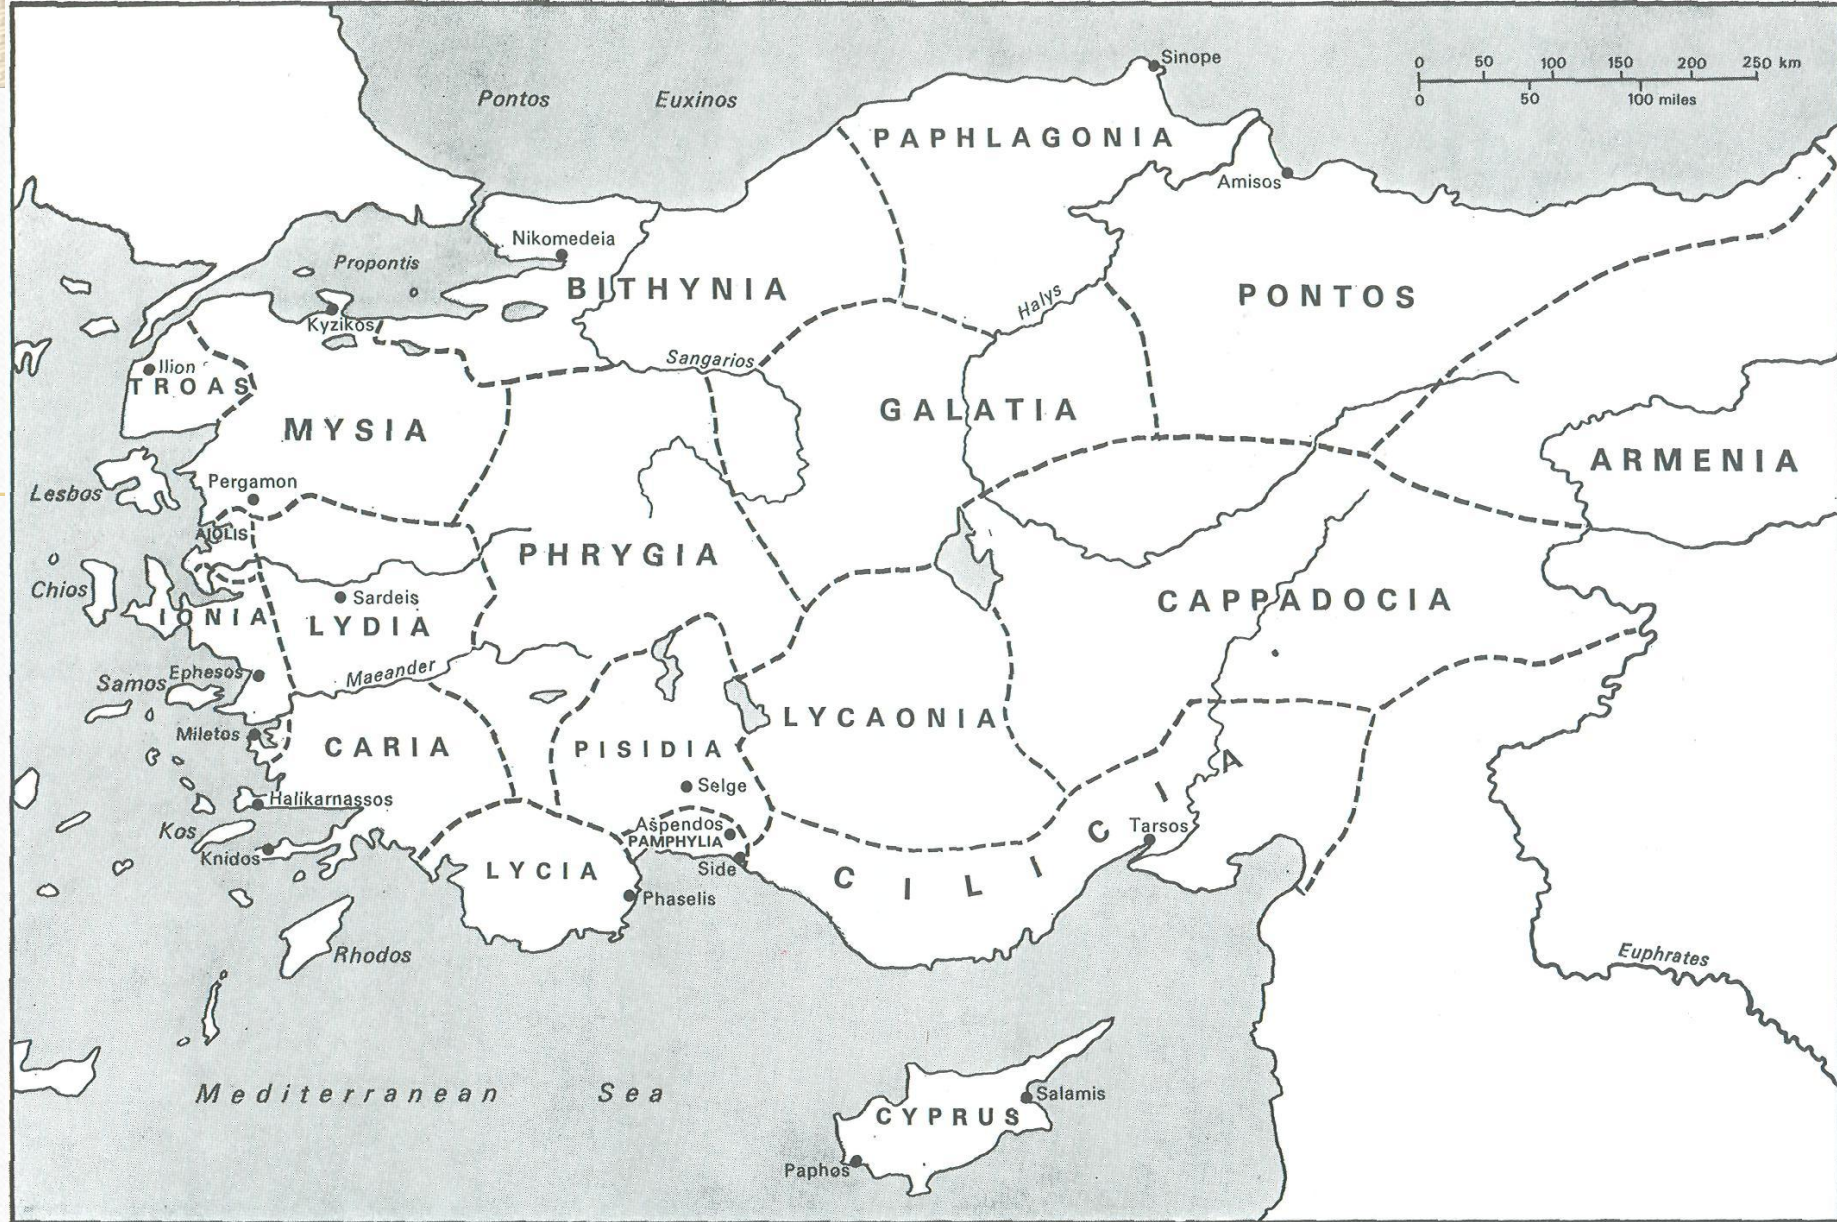 Sinope
0 50 100 150 200 250 km
0 50 100 miles
Pontos Euxinos
PAPHLAGONIA
Amisos
Nikomedeia
Propontis
BITHYNIA
PONTOS
Halys
Kyzikos
Sangarios
Ilion
TROAS
MYSIA
GALATIA
ARMENIA
Pergamon
Lesbos
AIOLIS
PHRYGIA
Chios
Sardeis
CAPPADOCIA
IONIA
LYDIA
Maeander
Ephesos
Samos
LYCAONIA
Miletos
CARIA
PISIDIA
Selge
Halikarnassos
Kos
Aspendos
PAMPHYLIA
Tarsos
Knidos
Side
LYCIA
CILICIA
Phaselis
Rhodos
Euphrates
Mediterranean Sea
Salamis
CYPRUS
Paphos